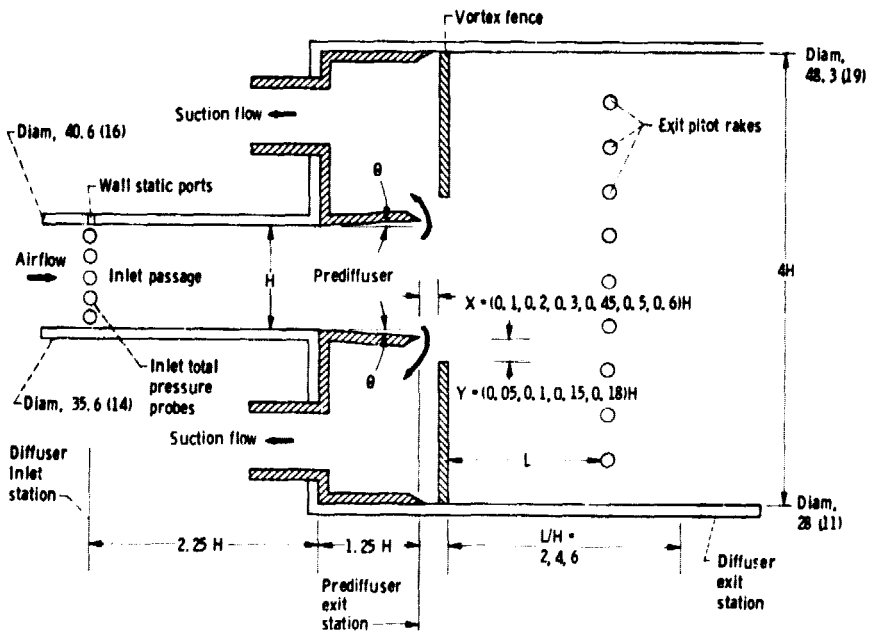 Vortex fence
Diam,
48. 3 (19)
Suction flow
Exit pitot rakes
Diam, 40. 6 (16)
θ
Wall static ports
Airflow
Inlet passage
H
Prediffuser
4H
X = (0, 1, 0, 2, 0, 3, 0, 45, 0, 5, 0, 6)H
Inlet total
pressure
probes
θ
Y = (0, 05, 0, 1, 0, 15, 0, 18)H
Diam, 35. 6 (14)
Suction flow
L
Diffuser
Inlet
station
Diam,
28 (11)
2. 25 H
1. 25 H
L/H =
2, 4, 6
Prediffuser
exit
station
Diffuser
exit
station